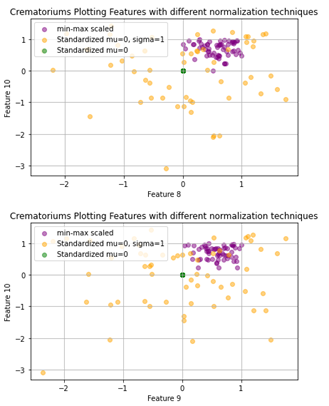 Crematoriums Plotting Features with different normalization techniques
min-max scaled
Standardized mu=0, sigma=1
Standardized mu=0
Feature 10
1
0
−1
−2
−3
−2 −1 0 1
Feature 8
Crematoriums Plotting Features with different normalization techniques
min-max scaled
Standardized mu=0, sigma=1
Standardized mu=0
Feature 10
1
0
−1
−2
−3
−2 −1 0 1
Feature 9